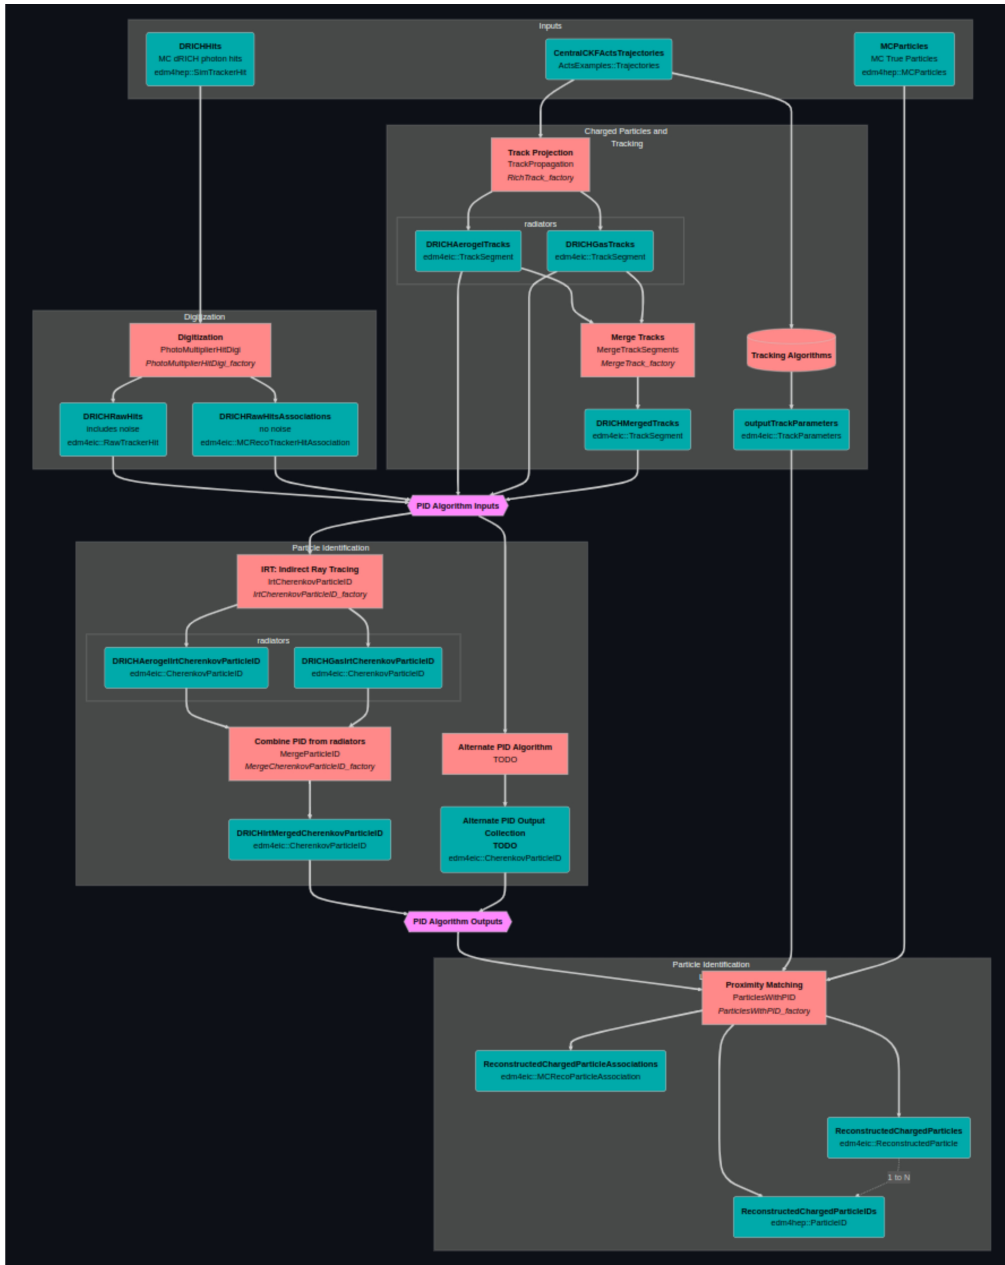 Inputs
DRICHHits
MC dRICH photon hits
edm4hep::SimTrackerHit
CentralCKFActsTrajectories
ActsExamples::Trajectories
MCParticles
MC True Particles
edm4hep::MCParticles
Charged Particles and
Tracking
Track Projection
TrackPropagation
RichTrack_factory
radiators
DRICHAerogelTracks
edm4eic::TrackSegment
DRICHGasTracks
edm4eic::TrackSegment
Digitization
Digitization
PhotoMultiplierHitDigi
PhotoMultiplierHitDigi_factory
Merge Tracks
MergeTrackSegments
MergeTrack_factory
Tracking Algorithms
DRICHRawHits
includes noise
edm4eic::RawTrackerHit
DRICHRawHitsAssociations
no noise
edm4eic::MCRecoTrackerHitAssociation
DRICHMergedTracks
edm4eic::TrackSegment
outputTrackParameters
edm4eic::TrackParameters
PID Algorithm Inputs
Particle Identification
IRT: Indirect Ray Tracing
IrtCherenkovParticleID
IrtCherenkovParticleID_factory
radiators
DRICHAerogelIrtCherenkovParticleID
edm4eic::CherenkovParticleID
DRICHGasIrtCherenkovParticleID
edm4eic::CherenkovParticleID
Combine PID from radiators
MergeParticleID
MergeCherenkovParticleID_factory
Alternate PID Algorithm
TODO
DRICHIrtMergedCherenkovParticleID
edm4eic::CherenkovParticleID
Alternate PID Output
Collection
TODO
edm4eic::CherenkovParticleID
PID Algorithm Outputs
Particle Identification
Proximity Matching
ParticlesWithPID
ParticlesWithPID_factory
ReconstructedChargedParticleAssociations
edm4eic::MCRecoParticleAssociation
ReconstructedChargedParticles
edm4eic::ReconstructedParticle
1 to N
ReconstructedChargedParticleIDs
edm4hep::ParticleID